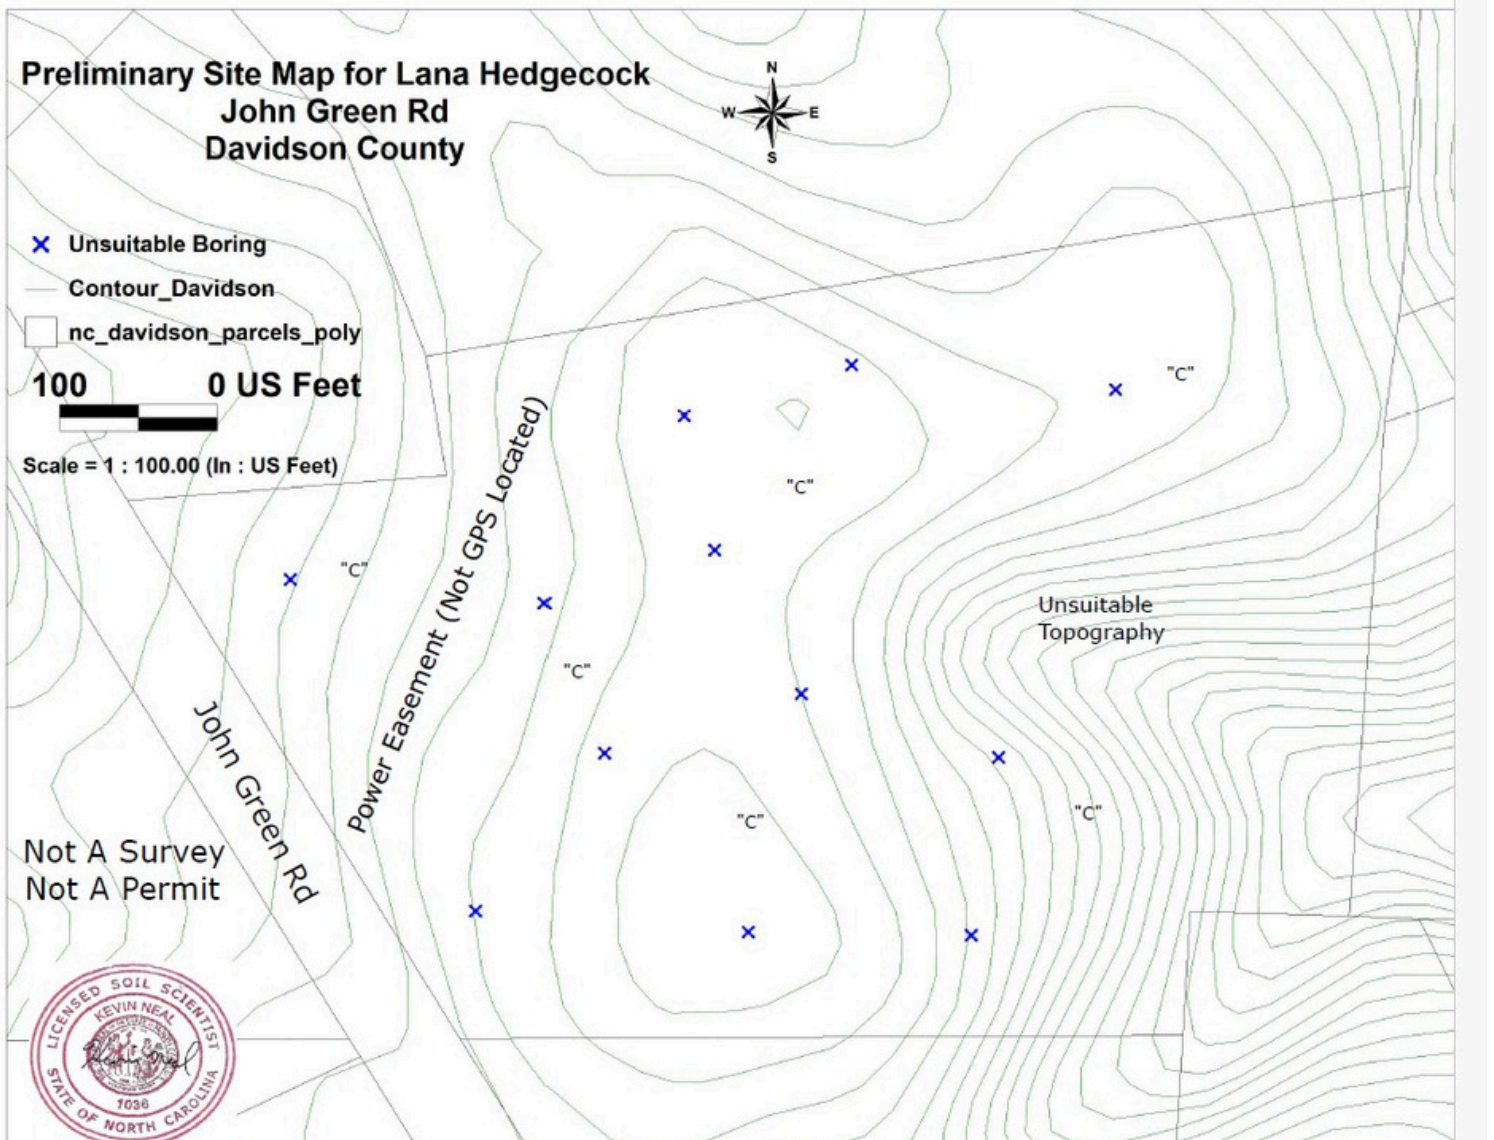 Preliminary Site Map for Lana Hedgecock
John Green Rd
Davidson County
N
W E
S
Unsuitable Boring
Contour_Davidson
nc_davidson_parcels_poly
100 0 US Feet
Scale = 1 : 100.00 (In : US Feet)
Power Easement (Not GPS Located)
"C"
"C"
"C"
"C"
Unsuitable
Topography
John Green Rd
"C"
"C"
Not A Survey
Not A Permit
LICENSED SOIL SCIENTIST
KEVIN NEAL
1036
STATE OF NORTH CAROLINA